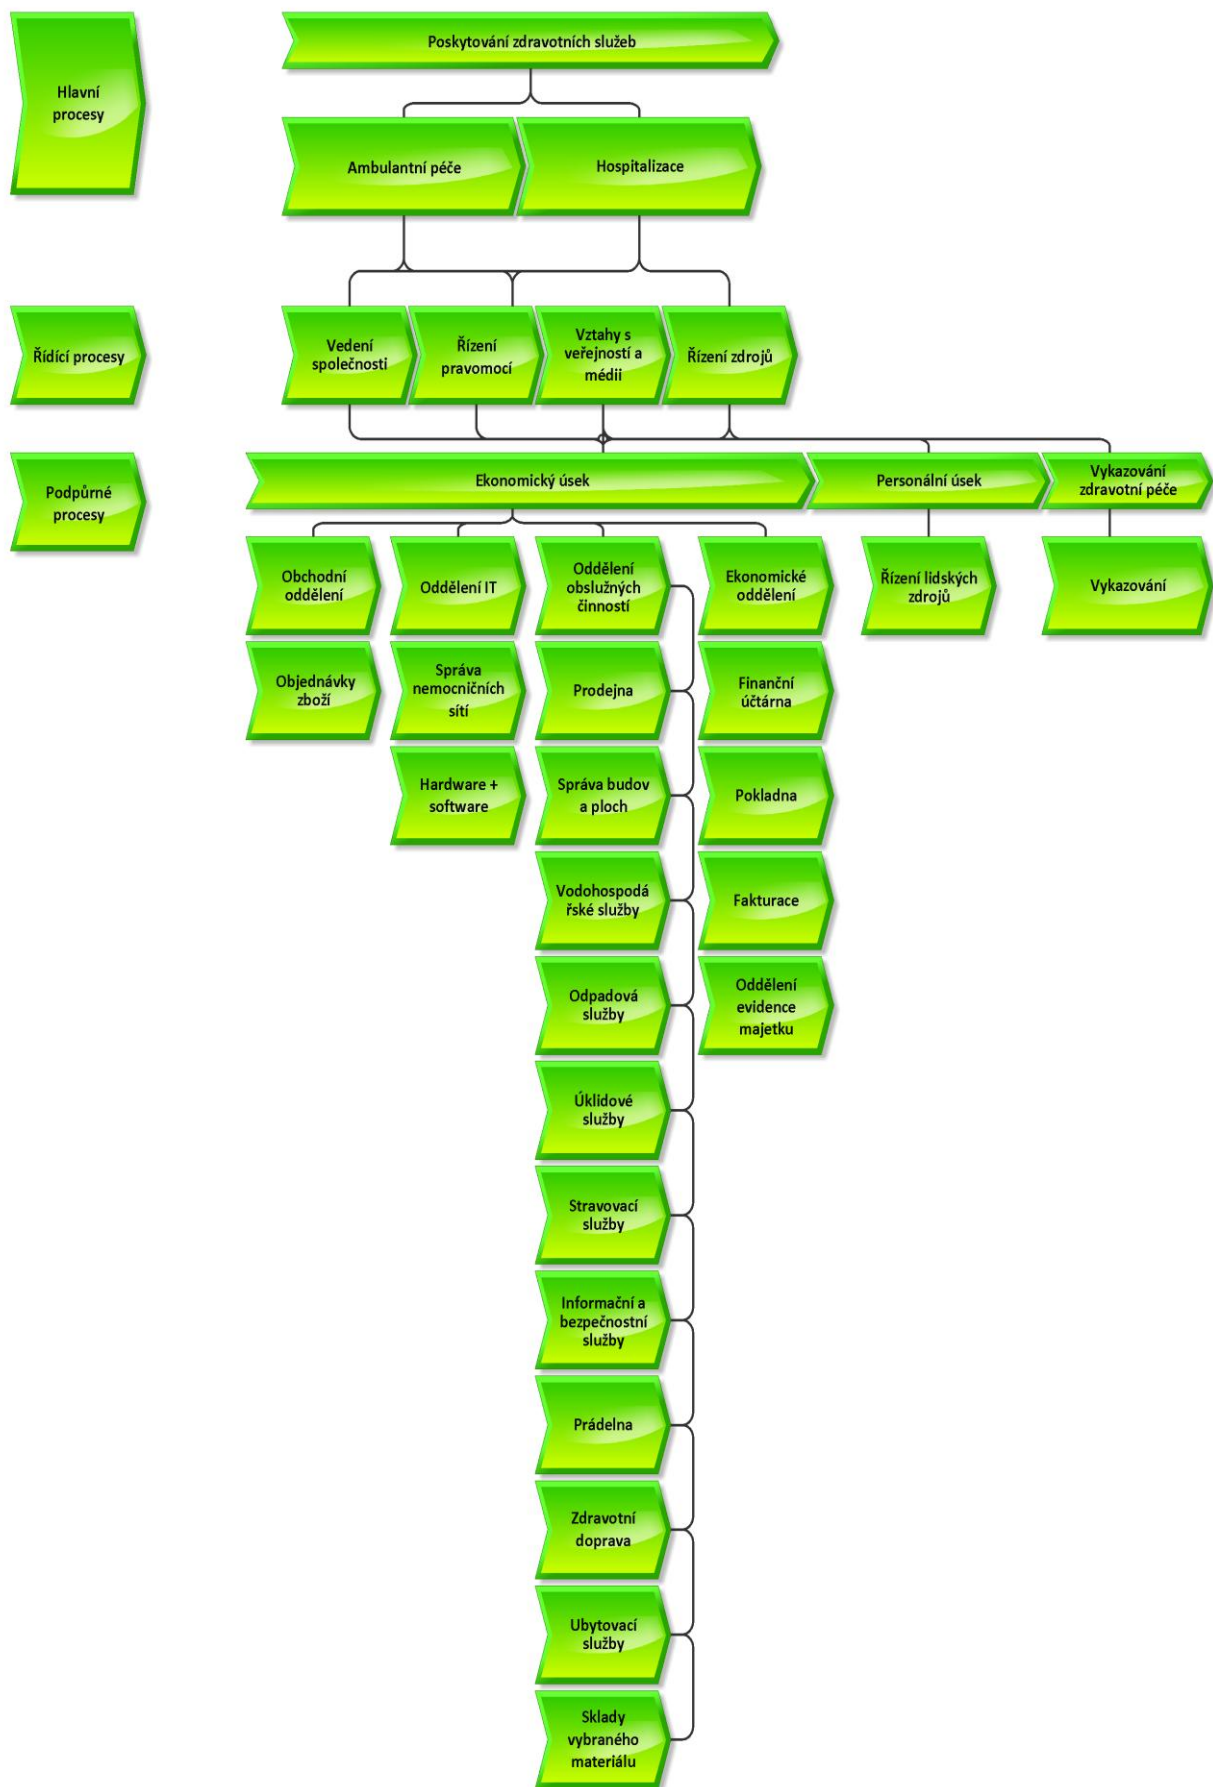 Hlavní
procesy
Poskytování zdravotních služeb
Ambulantní péče
Hospitalizace
Řídící procesy
Vedení
společnosti
Řízení
pravomocí
Vztahy s
veřejností a
médii
Řízení zdrojů
Podpůrné
procesy
Ekonomický úsek
Personální úsek
Vykazování
zdravotní péče
Obchodní
oddělení
Oddělení IT
Oddělení
obslužných
činností
Ekonomické
oddělení
Řízení lidských
zdrojů
Vykazování
Objednávky
zboží
Správa
nemocničních
sítí
Prodejna
Finanční
účtárna
Hardware +
software
Správa budov
a ploch
Pokladna
Vodohospodá
řské služby
Fakturace
Odpadová
služby
Oddělení
evidence
majetku
Úklidové
služby
Stravovací
služby
Informační a
bezpečnostní
služby
Prádelna
Zdravotní
doprava
Ubytovací
služby
Sklady
vybraného
materiálu